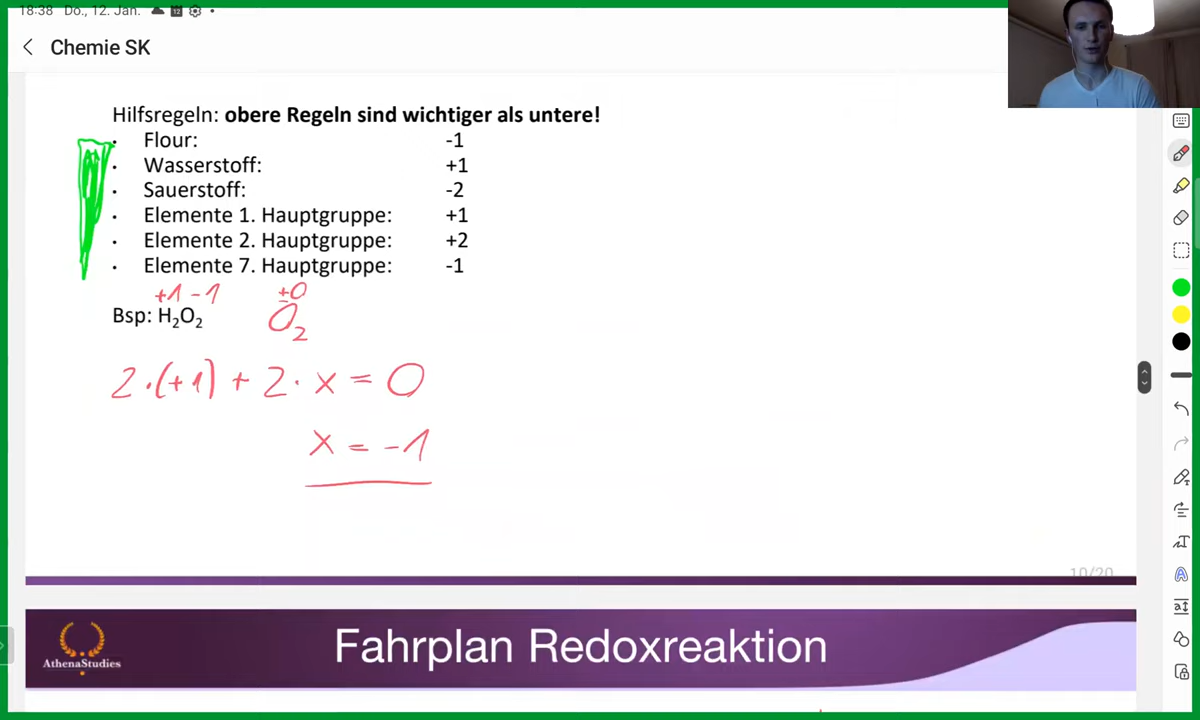 18:38 Do., 12. Jan.
Chemie SK
Hilfsregeln: obere Regeln sind wichtiger als untere!
• Flour: -1
• Wasserstoff: +1
• Sauerstoff: -2
• Elemente 1. Hauptgruppe: +1
• Elemente 2. Hauptgruppe: +2
• Elemente 7. Hauptgruppe: -1
+1 -1 ±0
Bsp: H₂O₂ O₂
2·(+1) + 2·x = 0
x = -1
10/20
AthenaStudies
Fahrplan Redoxreaktion